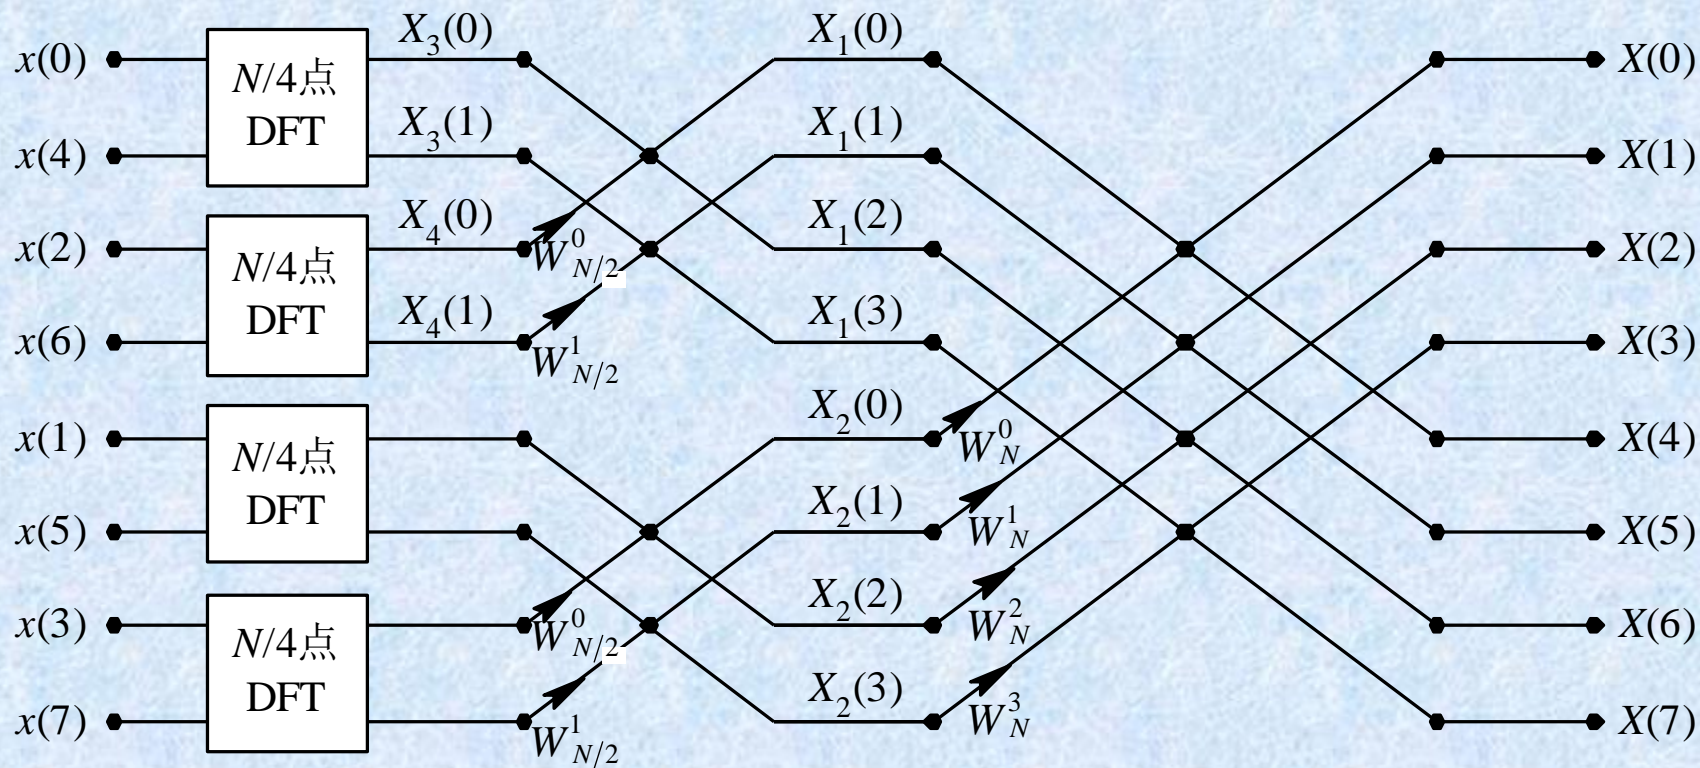 x(0)
x(4)
x(2)
x(6)
x(1)
x(5)
x(3)
x(7)
N/4点
DFT
N/4点
DFT
N/4点
DFT
N/4点
DFT
X₃(0)
X₃(1)
X₄(0)
X₄(1)
W⁰N/2
W¹N/2
W⁰N/2
W¹N/2
X₁(0)
X₁(1)
X₁(2)
X₁(3)
X₂(0)
X₂(1)
X₂(2)
X₂(3)
W⁰N
W¹N
W²N
W³N
X(0)
X(1)
X(2)
X(3)
X(4)
X(5)
X(6)
X(7)